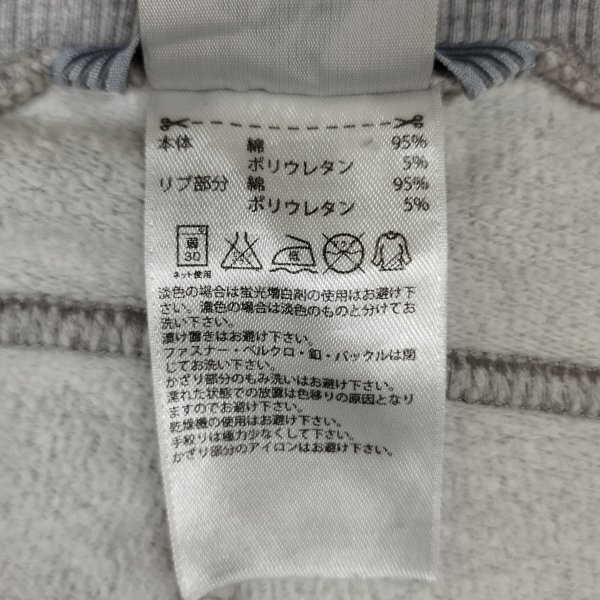 本体 綿 95%
ポリウレタン 5%
リブ部分 綿 95%
ポリウレタン 5%
弱
30
ネット使用
淡色の場合は蛍光増白剤の使用はお避け下
さい。濃色の場合は淡色のものと分けてお
洗い下さい。
漬け置きはお避け下さい。
ファスナー・ベルクロ・釦・バックルは閉
じてお洗い下さい。
かざり部分のもみ洗いはお避け下さい。
濡れた状態での放置は色移りの原因となり
ますのでお避け下さい。
乾燥機の使用はお避け下さい。
手絞りは極力少なくして下さい。
かざり部分のアイロンはお避け下さい。